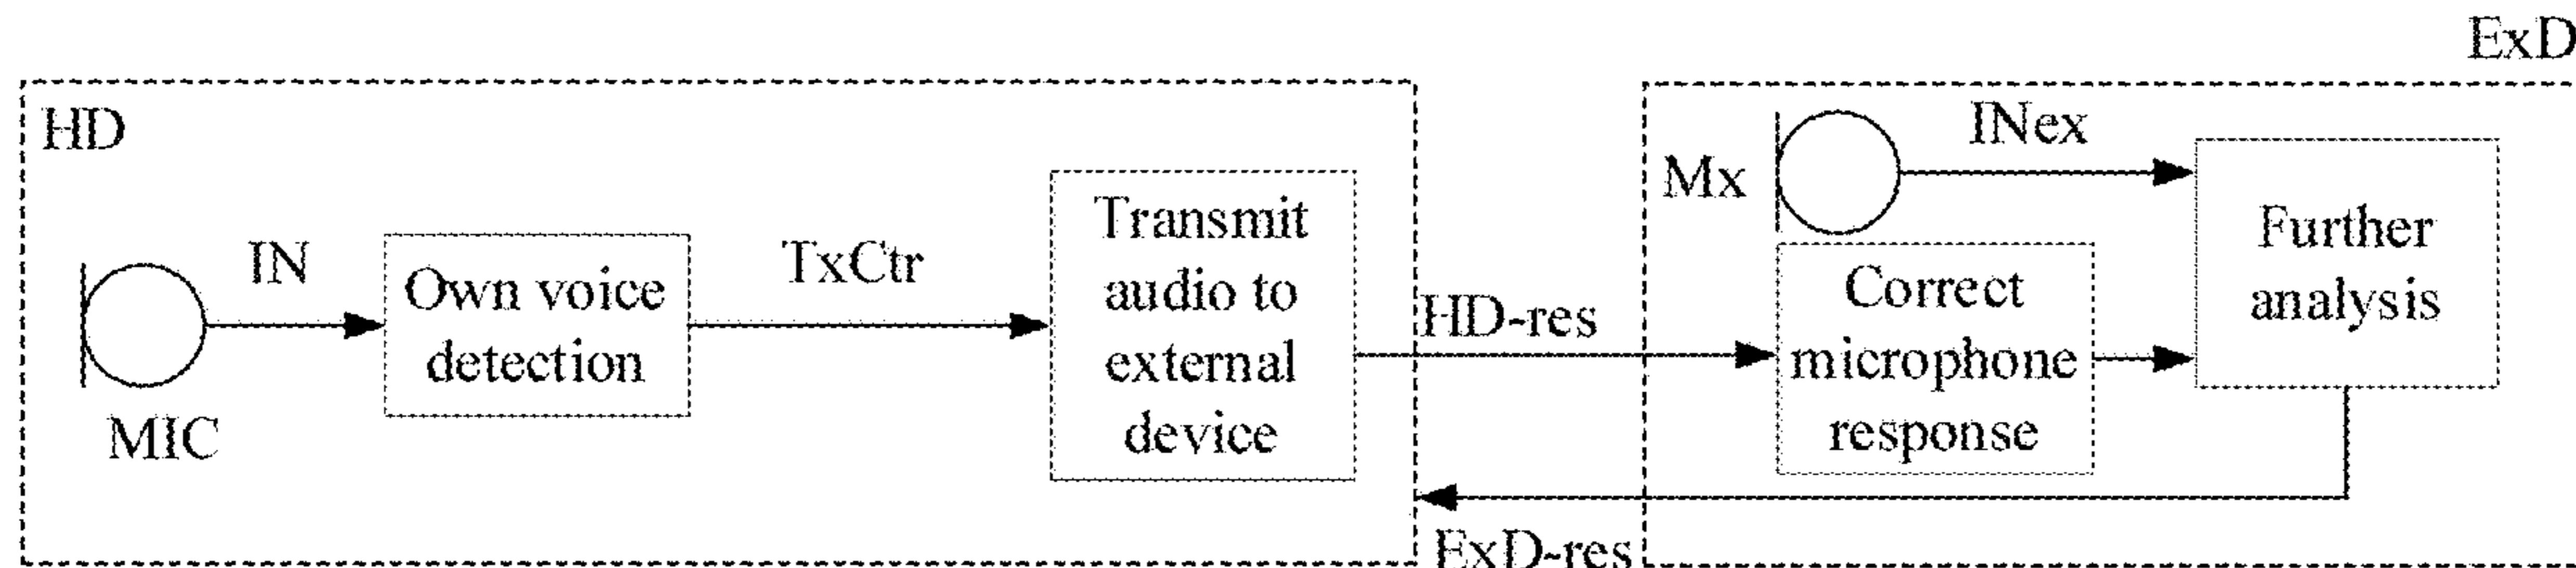 ExD
HD
MIC
IN
Own voice
detection
TxCtr
Transmit
audio to
external
device
HD-res
ExD-res
Mx
INex
Correct
microphone
response
Further
analysis